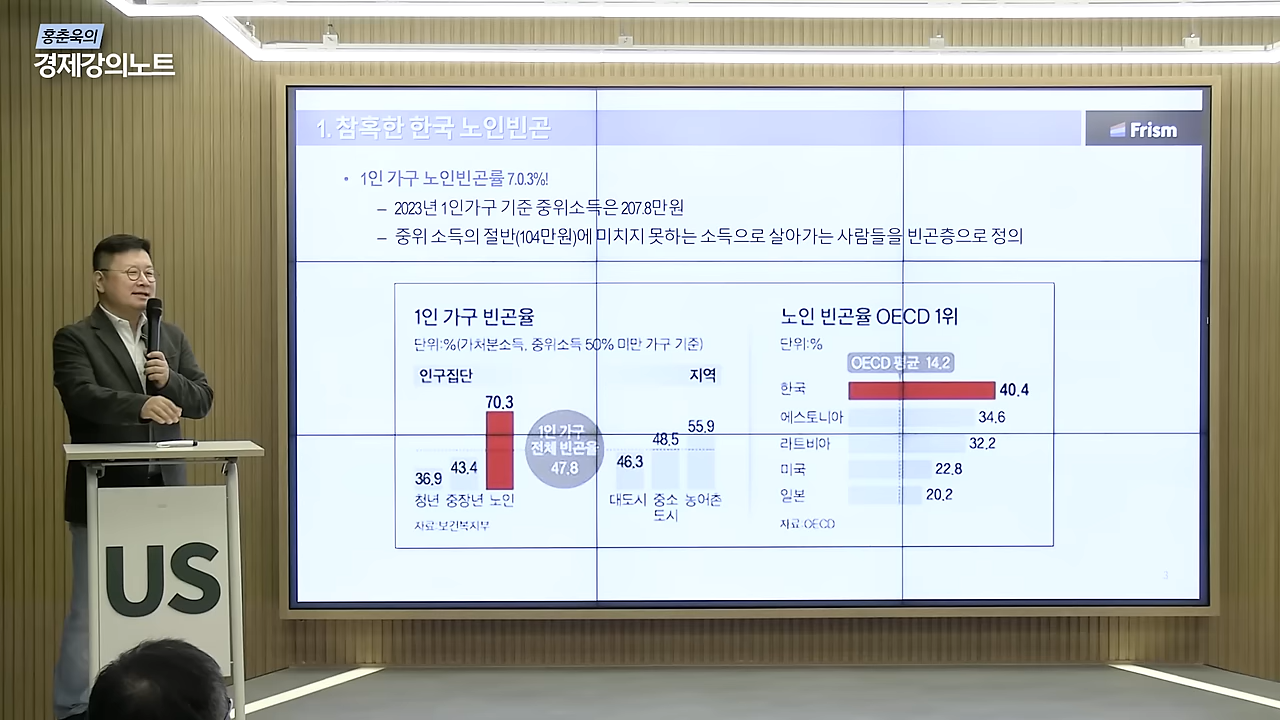 홍춘욱의
경제강의노트
1. 참혹한 한국 노인빈곤
Frism
• 1인 가구 노인빈곤률 7.0.3%!
– 2023년 1인가구 기준 중위소득은 207.8만원
– 중위 소득의 절반(104만원)에 미치지 못하는 소득으로 살아가는 사람들을 빈곤층으로 정의
1인 가구 빈곤율
단위:%(가처분소득, 중위소득 50% 미만 가구 기준)
인구집단
지역
70.3
36.9
43.4
청년 중장년 노인
1인 가구
전체 빈곤율
47.8
46.3
48.5
55.9
대도시 중소 농어촌
도시
자료:보건복지부
노인 빈곤율 OECD 1위
단위:%
OECD 평균 14.2
한국 40.4
에스토니아 34.6
라트비아 32.2
미국 22.8
일본 20.2
자료:OECD
3
US